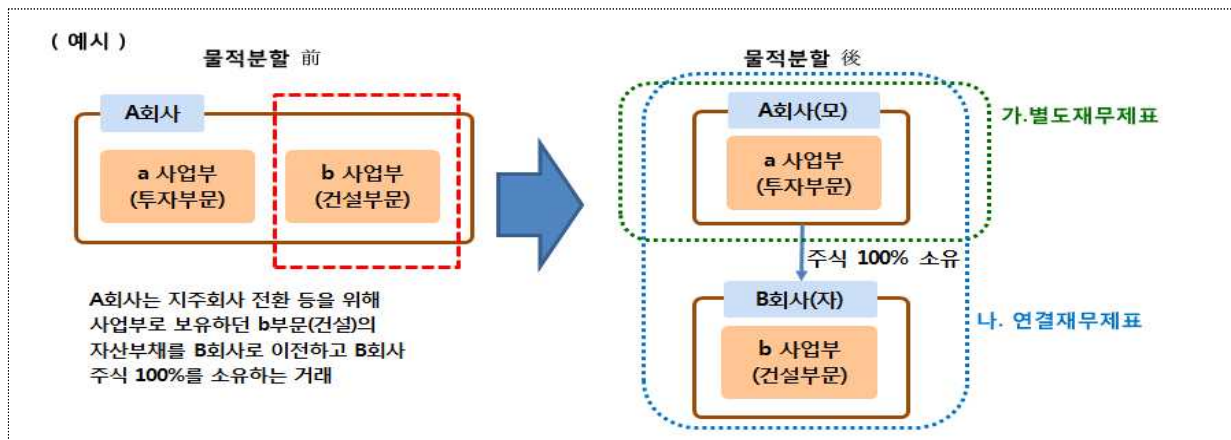 ( 예시 )
물적분할 前
A회사
a 사업부
(투자부문)
b 사업부
(건설부문)
A회사는 지주회사 전환 등을 위해
사업부로 보유하던 b부문(건설)의
자산부채를 B회사로 이전하고 B회사
주식 100%를 소유하는 거래
물적분할 後
A회사(모)
a 사업부
(투자부문)
가.별도재무제표
주식 100% 소유
B회사(자)
b 사업부
(건설부문)
나. 연결재무제표